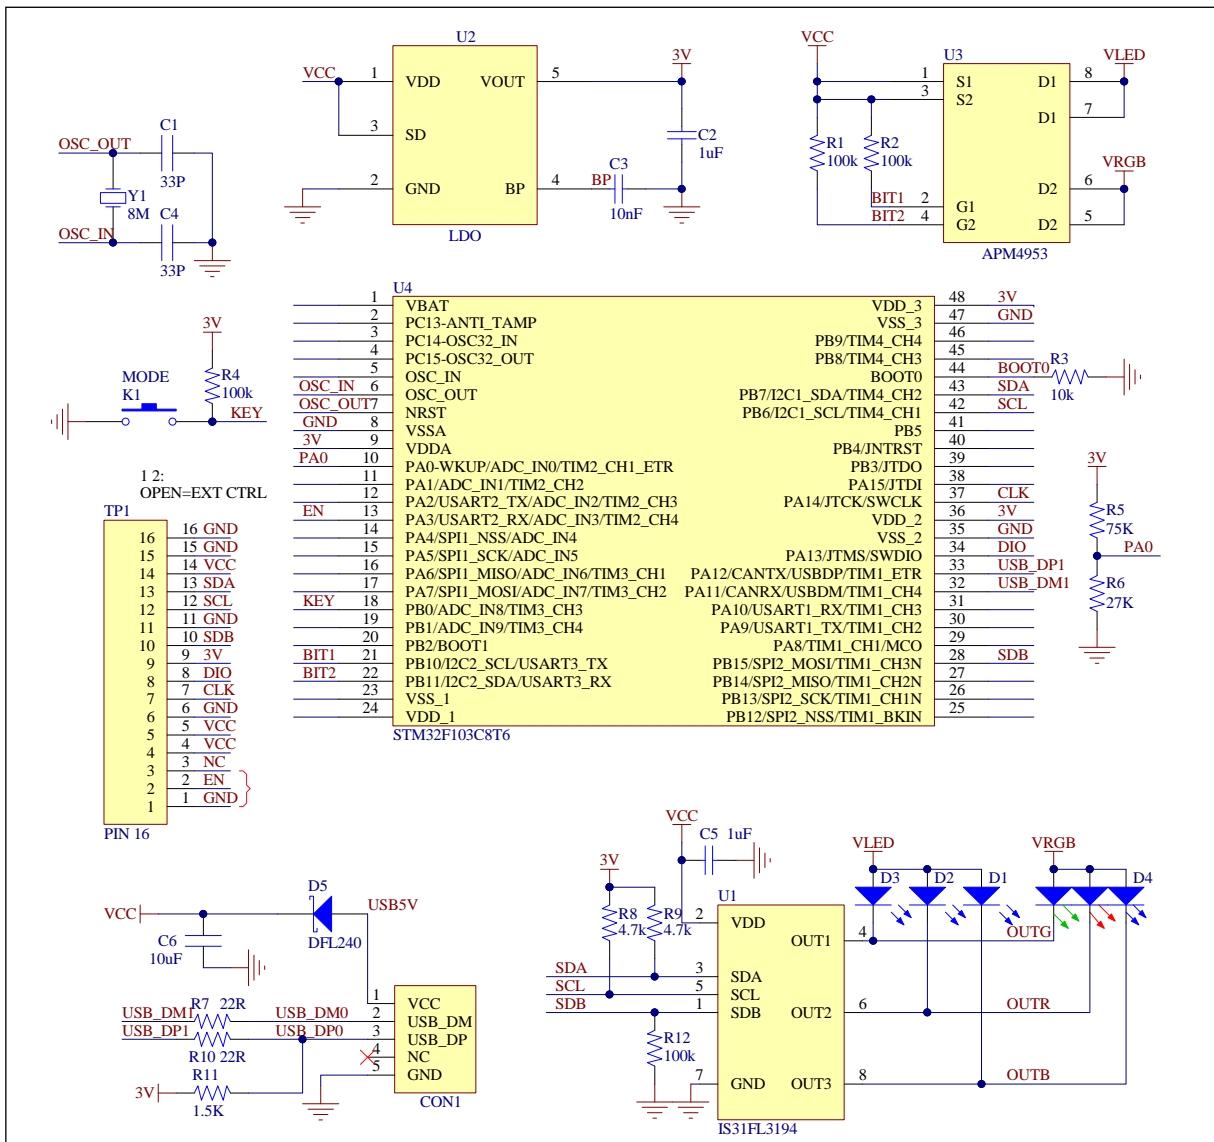 U2
VCC 1 VDD VOUT 5 3V
3 SD
2 GND BP 4 BP
C3
10nF
C2
1uF
LDO
VCC
U3
1 S1 D1 8 VLED
3 S2
D1 7
R1
100k
R2
100k
VRGB
D2 6
BIT1 2 G1
BIT2 4 G2 D2 5
APM4953
C1
OSC_OUT
33P
Y1
8M
C4
OSC_IN
33P
3V
R4
100k
MODE
K1
KEY
U4
1 VBAT
2 PC13-ANTI_TAMP
3 PC14-OSC32_IN
4 PC15-OSC32_OUT
5 OSC_IN
OSC_IN 6 OSC_OUT
OSC_OUT 7 NRST
GND 8 VSSA
3V 9 VDDA
PA0 10 PA0-WKUP/ADC_IN0/TIM2_CH1_ETR
11 PA1/ADC_IN1/TIM2_CH2
12 PA2/USART2_TX/ADC_IN2/TIM2_CH3
EN 13 PA3/USART2_RX/ADC_IN3/TIM2_CH4
14 PA4/SPI1_NSS/ADC_IN4
15 PA5/SPI1_SCK/ADC_IN5
16 PA6/SPI1_MISO/ADC_IN6/TIM3_CH1
17 PA7/SPI1_MOSI/ADC_IN7/TIM3_CH2
KEY 18 PB0/ADC_IN8/TIM3_CH3
19 PB1/ADC_IN9/TIM3_CH4
20 PB2/BOOT1
BIT1 21 PB10/I2C2_SCL/USART3_TX
BIT2 22 PB11/I2C2_SDA/USART3_RX
23 VSS_1
24 VDD_1
VDD_3 48 3V
VSS_3 47 GND
PB9/TIM4_CH4 46
PB8/TIM4_CH3 45
BOOT0 44 BOOT0
PB7/I2C1_SDA/TIM4_CH2 43 SDA
PB6/I2C1_SCL/TIM4_CH1 42 SCL
PB5 41
PB4/JNTRST 40
PB3/JTDO 39
PA15/JTDI 38
PA14/JTCK/SWCLK 37 CLK
VDD_2 36 3V
VSS_2 35 GND
PA13/JTMS/SWDIO 34 DIO
PA12/CANTX/USBDP/TIM1_ETR 33 USB_DP1
PA11/CANRX/USBDM/TIM1_CH4 32 USB_DM1
PA10/USART1_RX/TIM1_CH3 31
PA9/USART1_TX/TIM1_CH2 30
PA8/TIM1_CH1/MCO 29
PB15/SPI2_MOSI/TIM1_CH3N 28 SDB
PB14/SPI2_MISO/TIM1_CH2N 27
PB13/SPI2_SCK/TIM1_CH1N 26
PB12/SPI2_NSS/TIM1_BKIN 25
STM32F103C8T6
R3
10k
3V
R5
75K
PA0
R6
27K
1 2:
OPEN=EXT CTRL
TP1
16 16 GND
15 15 GND
14 14 VCC
13 13 SDA
12 12 SCL
11 11 GND
10 10 SDB
9 9 3V
8 8 DIO
7 7 CLK
6 6 GND
5 5 VCC
4 4 VCC
3 3 NC
2 2 EN
1 1 GND
PIN 16
D5
USB5V
VCC
DFL240
C6
10uF
R7 22R
USB_DM1 USB_DM0
USB_DP1 USB_DP0
R10 22R
R11
3V
1.5K
1 VCC
2 USB_DM
3 USB_DP
4 NC
5 GND
CON1
VCC
C5 1uF
3V
R8
4.7k
R9
4.7k
U1
2 VDD
OUT1 4
SDA 3 SDA
SCL 5 SCL
SDB 1 SDB
OUT2 6
R12
100k
7 GND
OUT3 8
IS31FL3194
VLED
D3 D2 D1
VRGB
D4
OUTG
OUTR
OUTB